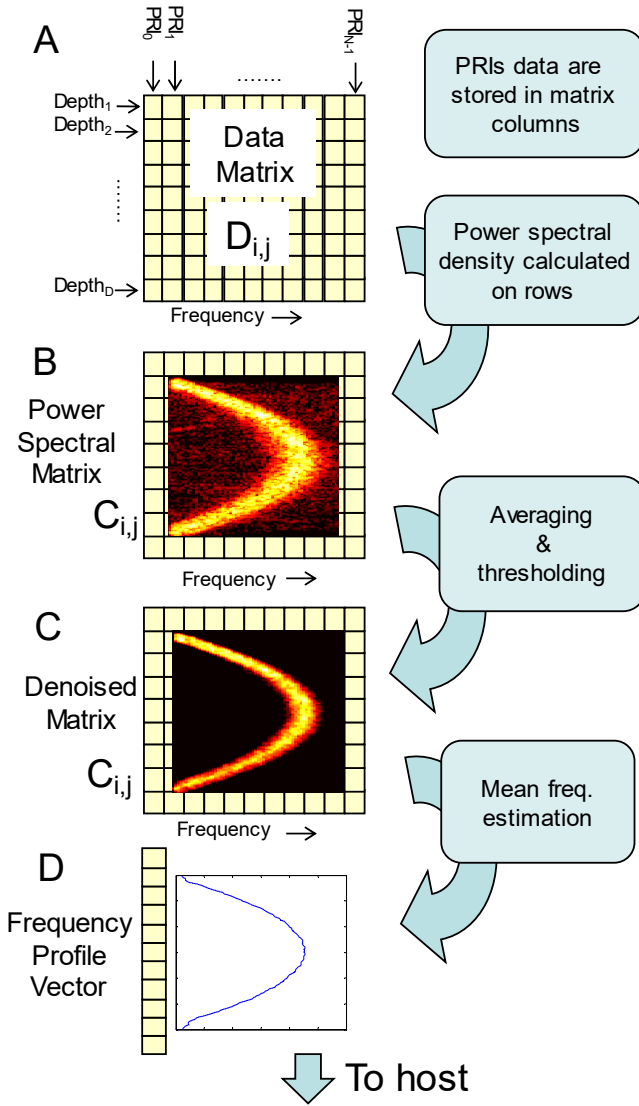 A
PRI0
PRI1
.......
PRIN-1
PRIs data are
stored in matrix
columns
Depth1
Depth2
.......
DepthD
Data
Matrix
Di,j
Frequency
Power spectral
density calculated
on rows
B
Power
Spectral
Matrix
Ci,j
Frequency
Averaging
&
thresholding
C
Denoised
Matrix
Ci,j
Frequency
Mean freq.
estimation
D
Frequency
Profile
Vector
To host